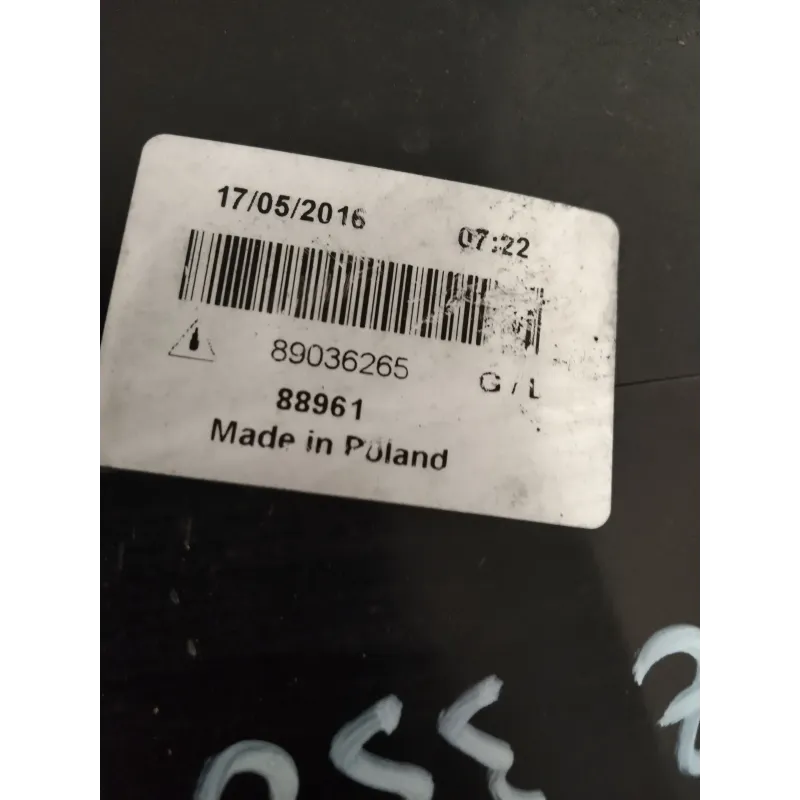 17/05/2016 07:22
89036265 G / L
88961
Made in Poland